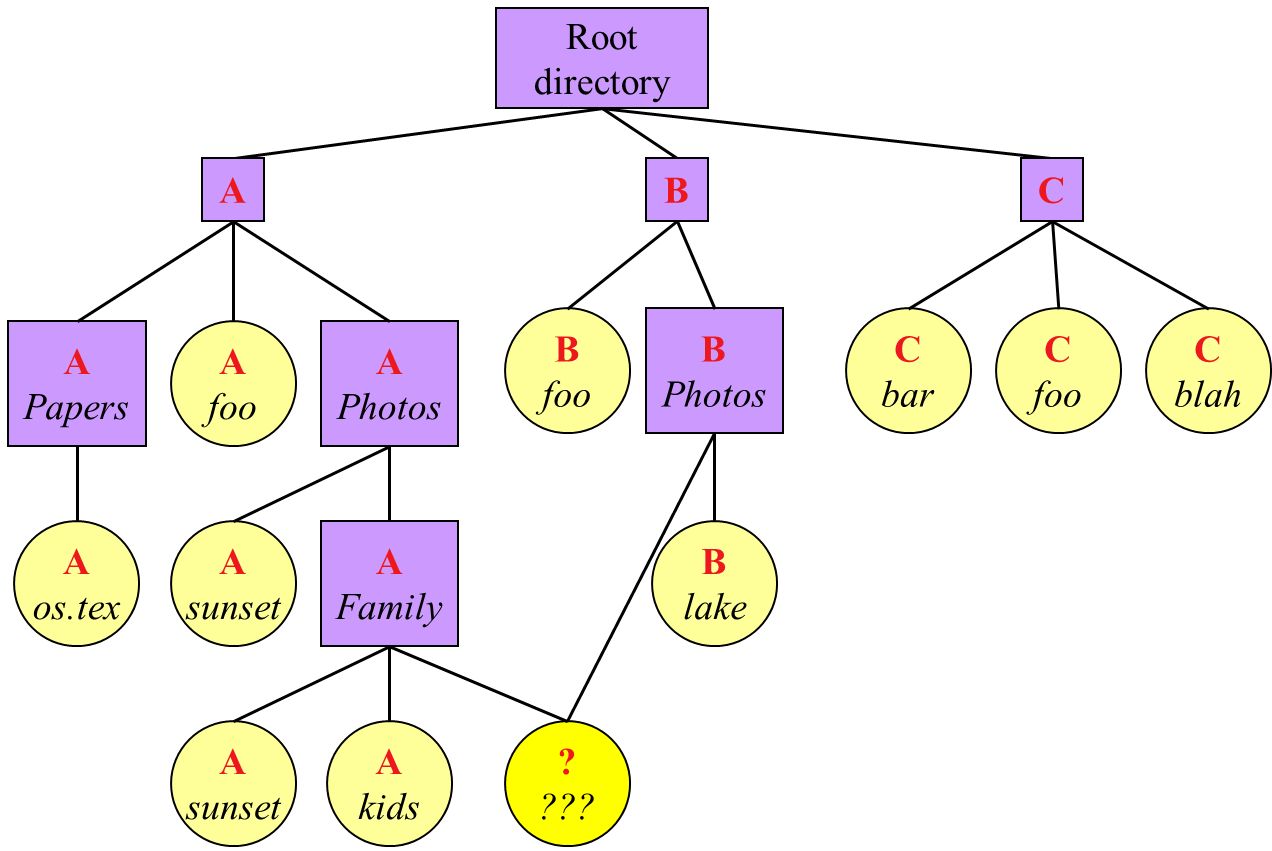 Root
directory
A
B
C
A
Papers
A
foo
A
Photos
B
foo
B
Photos
C
bar
C
foo
C
blah
A
os.tex
A
sunset
A
Family
B
lake
A
sunset
A
kids
?
???